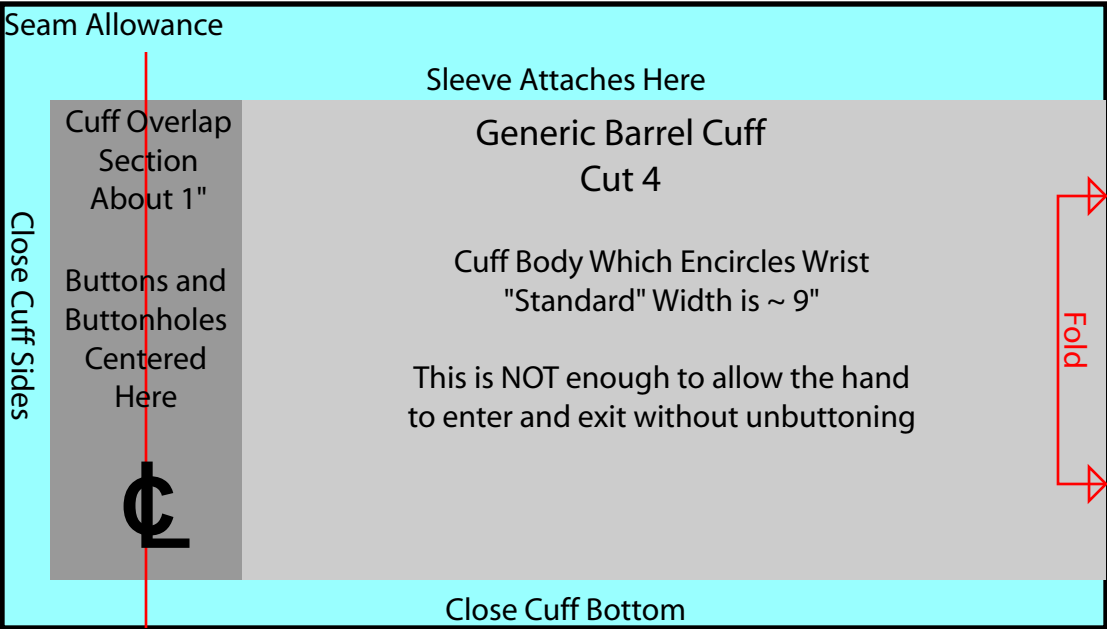 Seam Allowance
Sleeve Attaches Here
Cuff Overlap
Section
About 1"
Buttons and
Buttonholes
Centered
Here
℄
Generic Barrel Cuff
Cut 4
Cuff Body Which Encircles Wrist
"Standard" Width is ~ 9"
This is NOT enough to allow the hand
to enter and exit without unbuttoning
Close Cuff Sides
Fold
Close Cuff Bottom